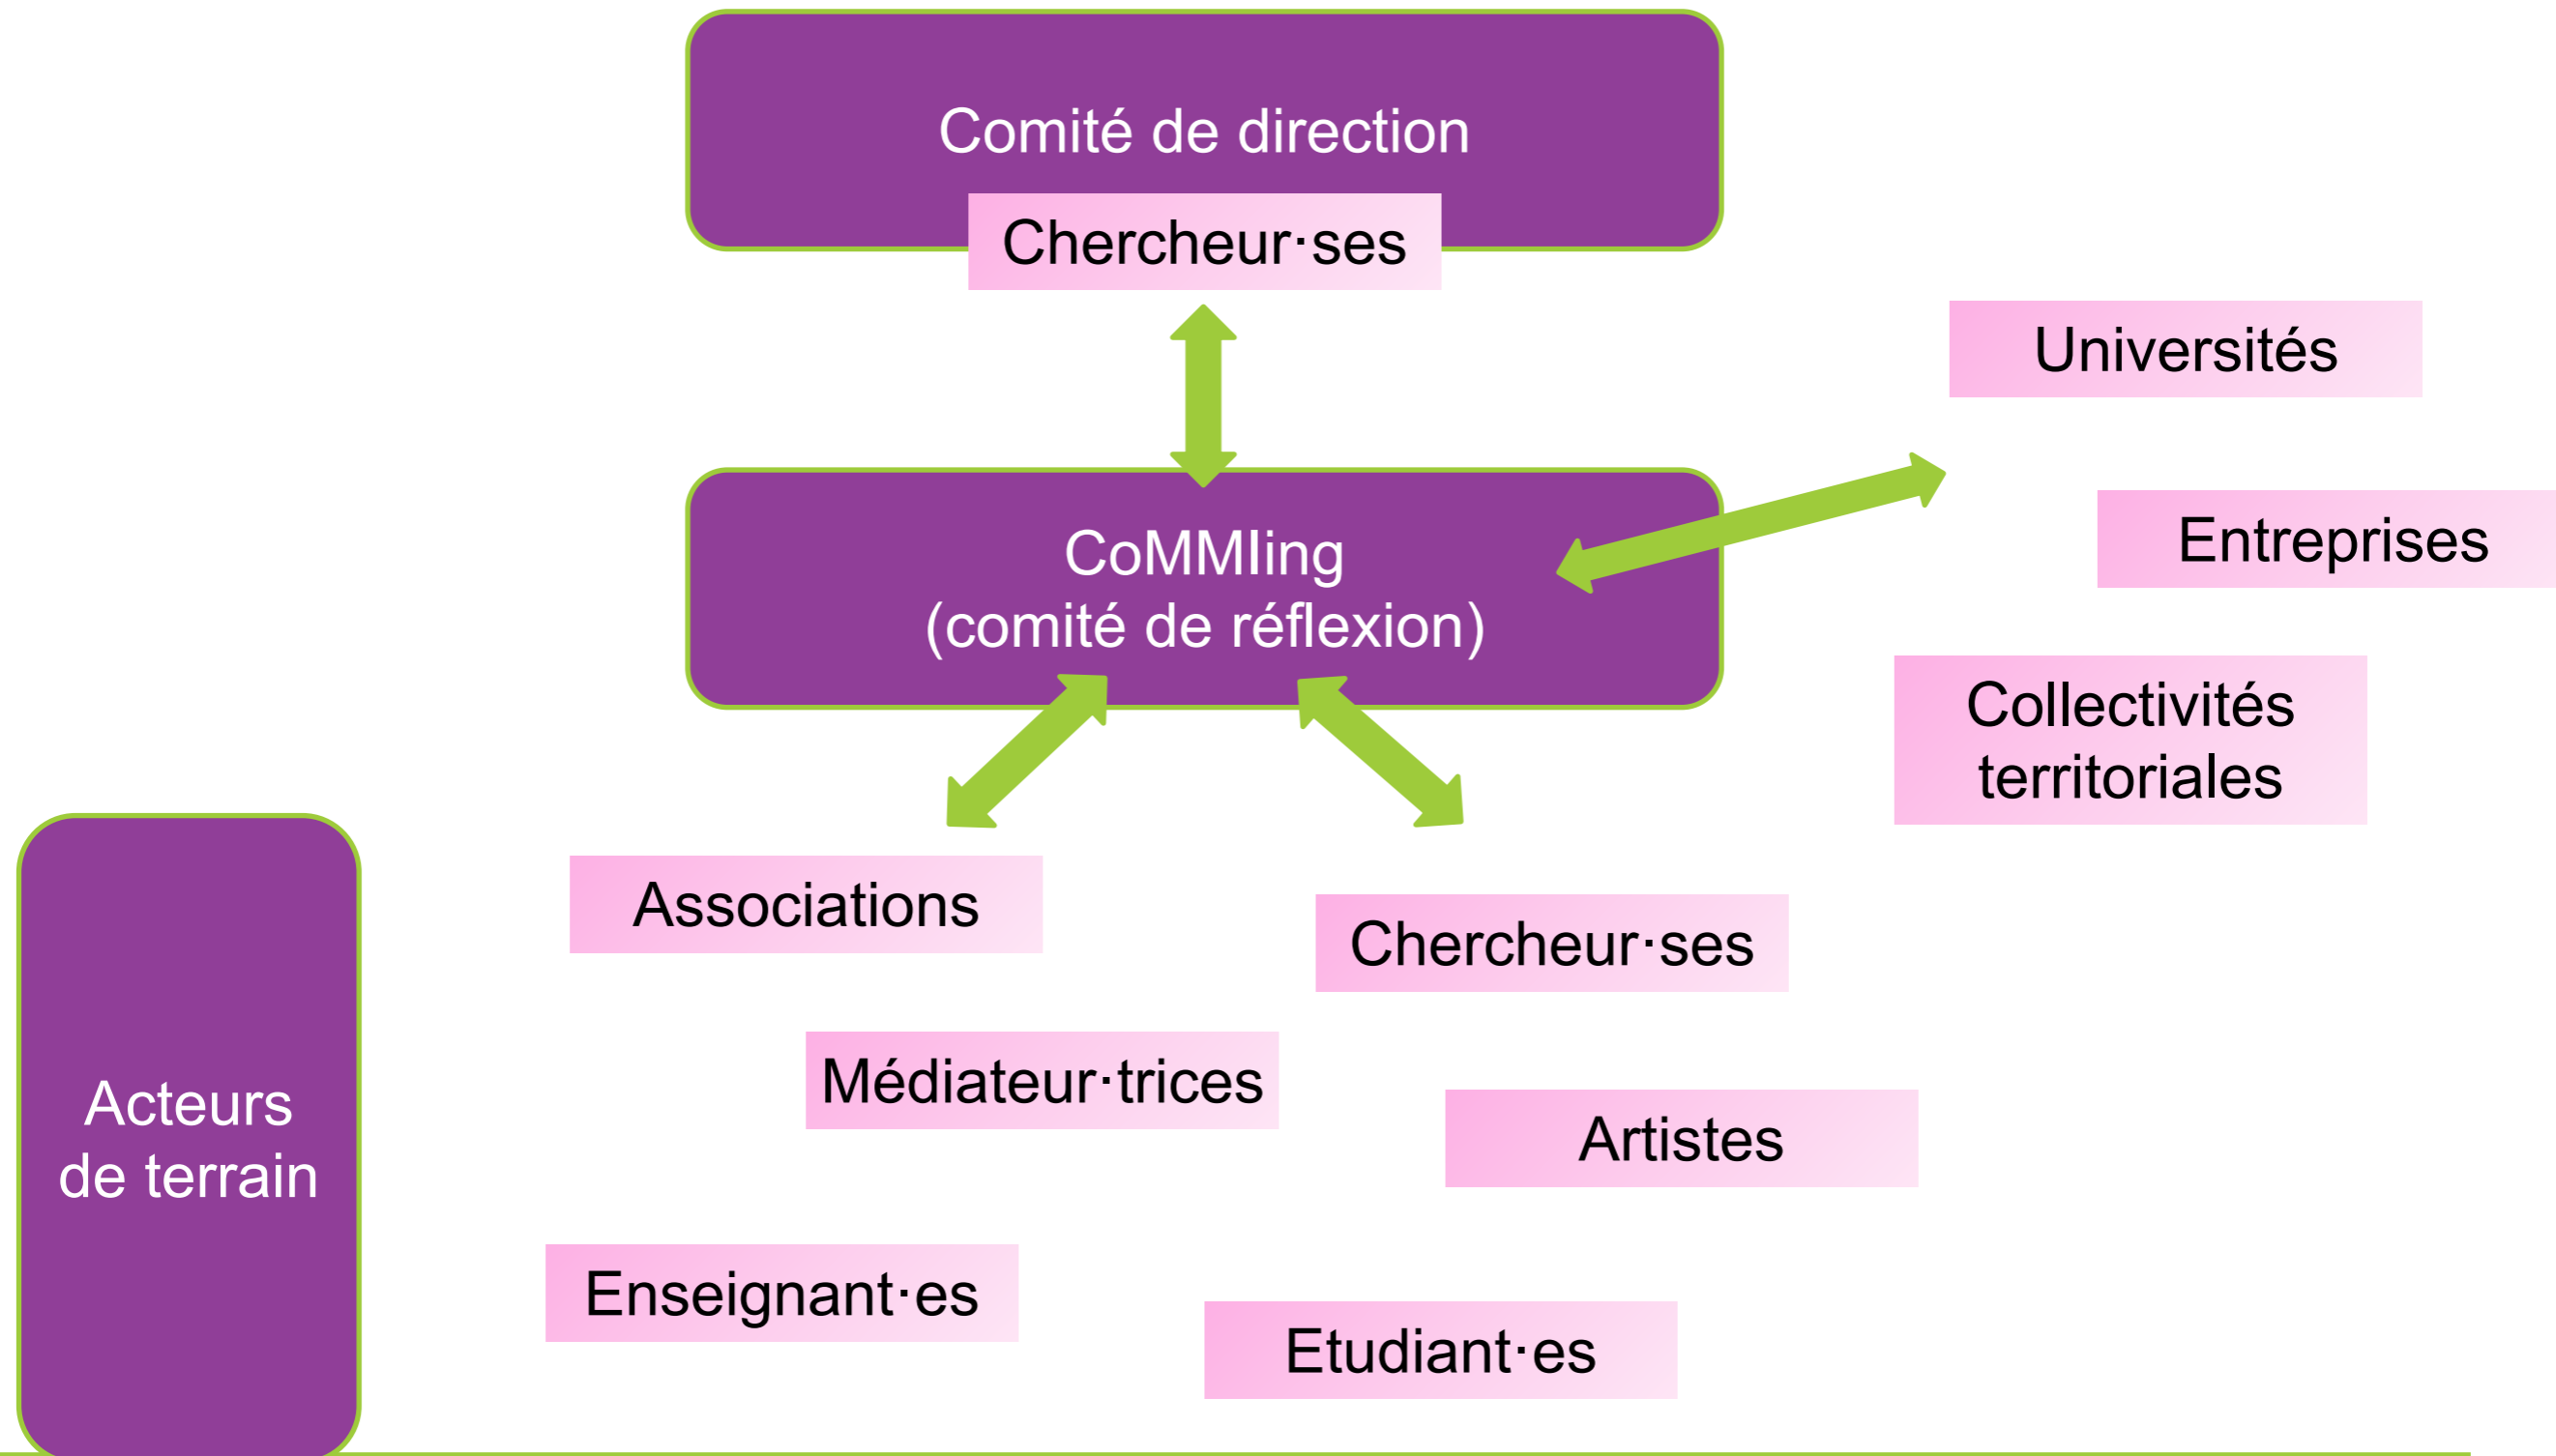 Comité de direction
Chercheur·ses
Universités
Entreprises
CoMMIing
(comité de réflexion)
Collectivités
territoriales
Associations
Chercheur·ses
Médiateur·trices
Artistes
Acteurs
de terrain
Enseignant·es
Etudiant·es